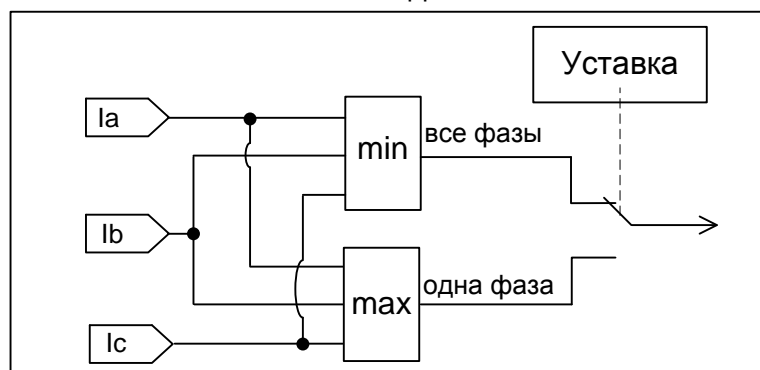 Уставка
Ia
min
все фазы
Ib
max
одна фаза
Ic